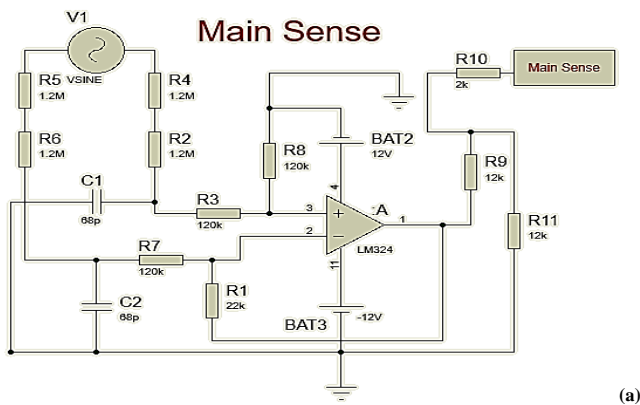 V1
Main Sense
VSINE
R5
1.2M
R4
1.2M
R6
1.2M
R2
1.2M
C1
68p
R3
120k
R8
120k
BAT2
12V
R10
2k
Main Sense
R9
12k
R11
12k
3
2
4
11
1
:A
LM324
R7
120k
C2
68p
R1
22k
BAT3
-12V
(a)